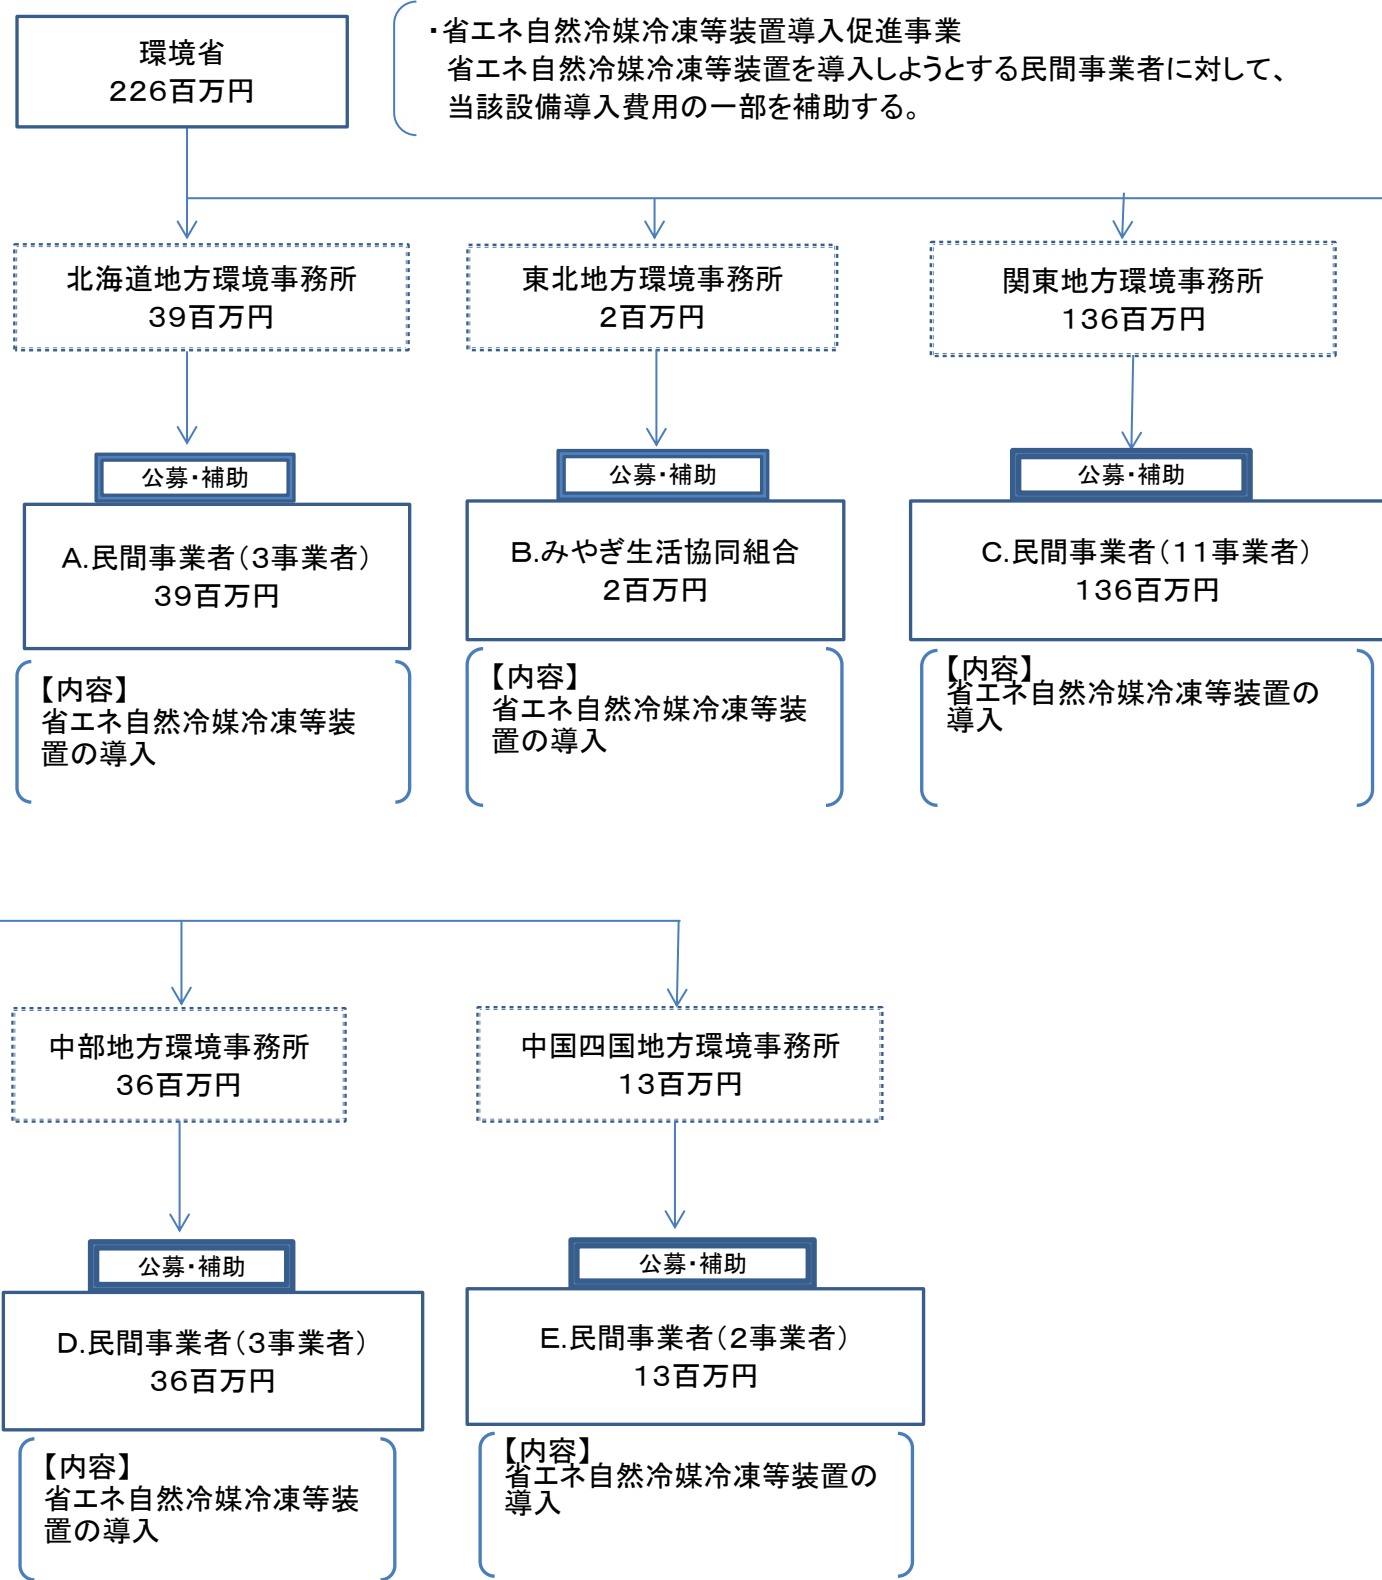 環境省
226百万円
・省エネ自然冷媒冷凍等装置導入促進事業
省エネ自然冷媒冷凍等装置を導入しようとする民間事業者に対して、
当該設備導入費用の一部を補助する。
北海道地方環境事務所
39百万円
東北地方環境事務所
2百万円
関東地方環境事務所
136百万円
公募・補助
A.民間事業者(3事業者)
39百万円
公募・補助
B.みやぎ生活協同組合
2百万円
公募・補助
C.民間事業者(11事業者)
136百万円
【内容】
省エネ自然冷媒冷凍等装
置の導入
【内容】
省エネ自然冷媒冷凍等装
置の導入
【内容】
省エネ自然冷媒冷凍等装置の
導入
中部地方環境事務所
36百万円
中国四国地方環境事務所
13百万円
公募・補助
D.民間事業者(3事業者)
36百万円
公募・補助
E.民間事業者(2事業者)
13百万円
【内容】
省エネ自然冷媒冷凍等装
置の導入
【内容】
省エネ自然冷媒冷凍等装置の
導入